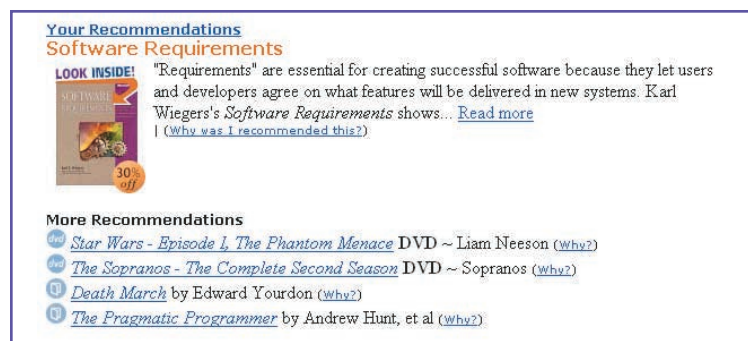 Your Recommendations
Software Requirements
LOOK INSIDE!
"Requirements" are essential for creating successful software because they let users
and developers agree on what features will be delivered in new systems. Karl
Wiegers's Software Requirements shows... Read more
| (Why was I recommended this?)
SOFTWARE
REQUIREMENTS
30%
off
More Recommendations
dvd Star Wars - Episode I, The Phantom Menace DVD ~ Liam Neeson (Why?)
dvd The Sopranos - The Complete Second Season DVD ~ Sopranos (Why?)
Death March by Edward Yourdon (Why?)
The Pragmatic Programmer by Andrew Hunt, et al (Why?)